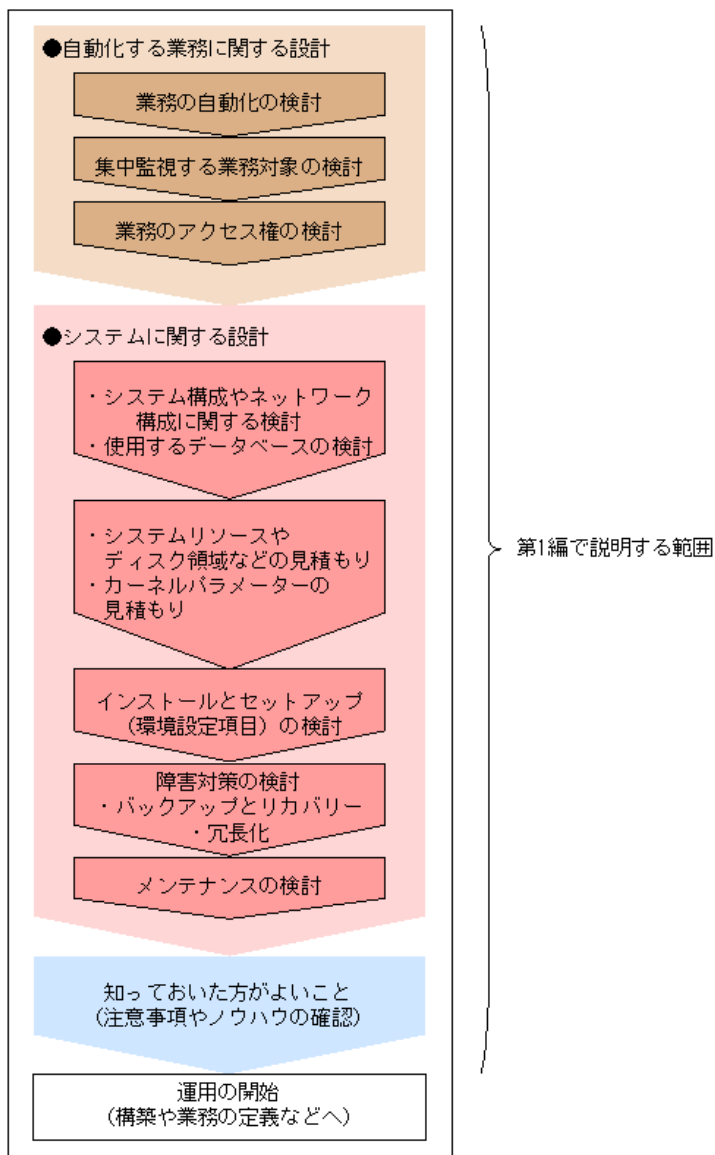 ●自動化する業務に関する設計
業務の自動化の検討
集中監視する業務対象の検討
業務のアクセス権の検討
●システムに関する設計
・システム構成やネットワーク
構成に関する検討
・使用するデータベースの検討
・システムリソースや
ディスク領域などの見積もり
・カーネルパラメーターの
見積もり
インストールとセットアップ
(環境設定項目)の検討
障害対策の検討
・バックアップとリカバリー
・冗長化
メンテナンスの検討
知っておいた方がよいこと
(注意事項やノウハウの確認)
運用の開始
(構築や業務の定義などへ)
第1編で説明する範囲